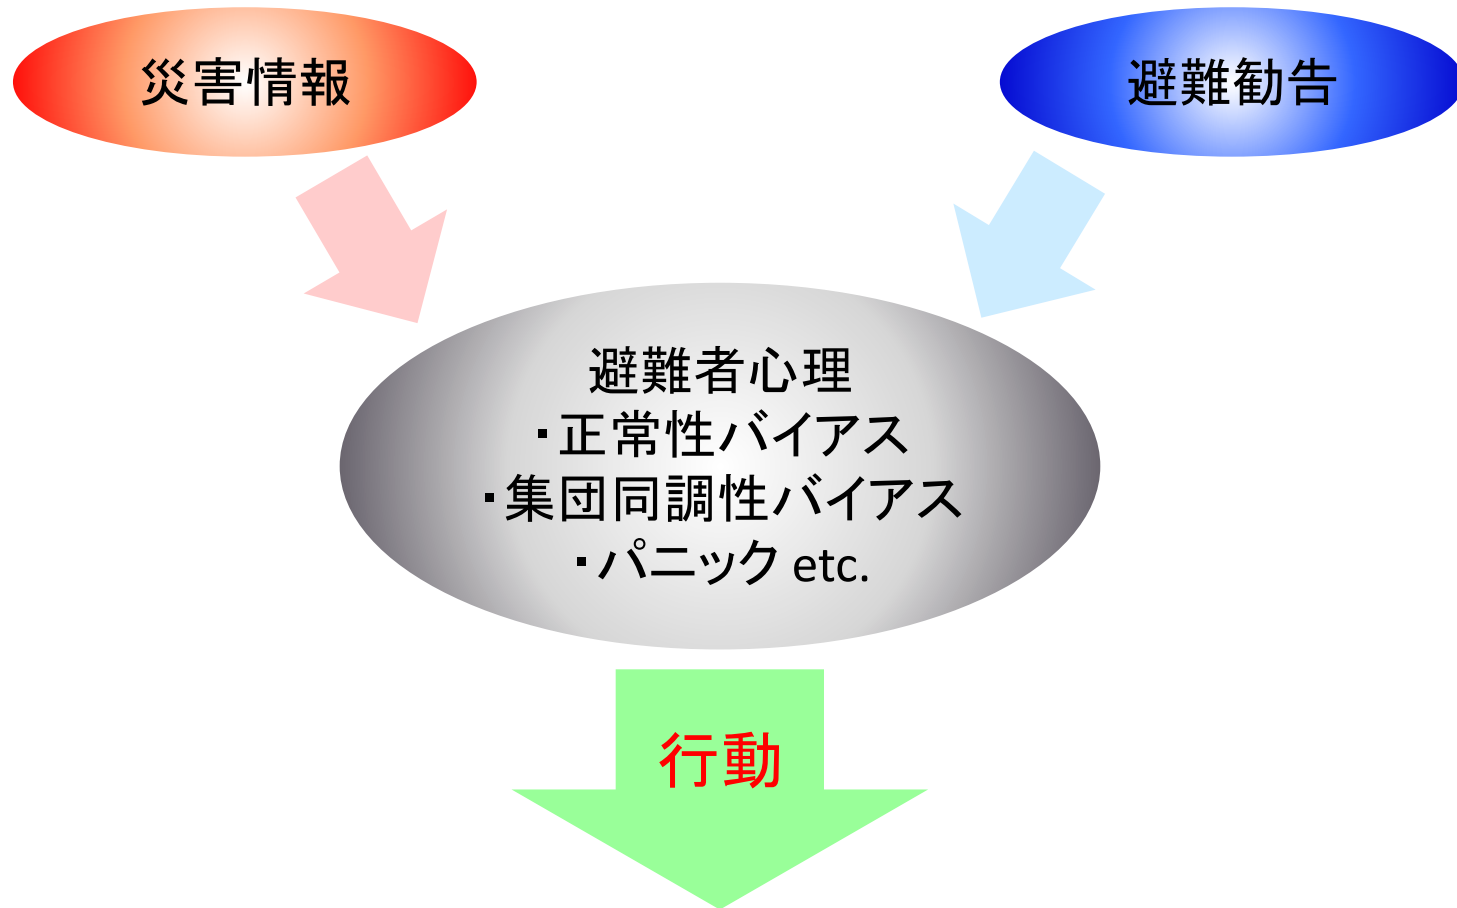 災害情報
避難勧告
避難者心理
・正常性バイアス
・集団同調性バイアス
・パニック etc.
行動